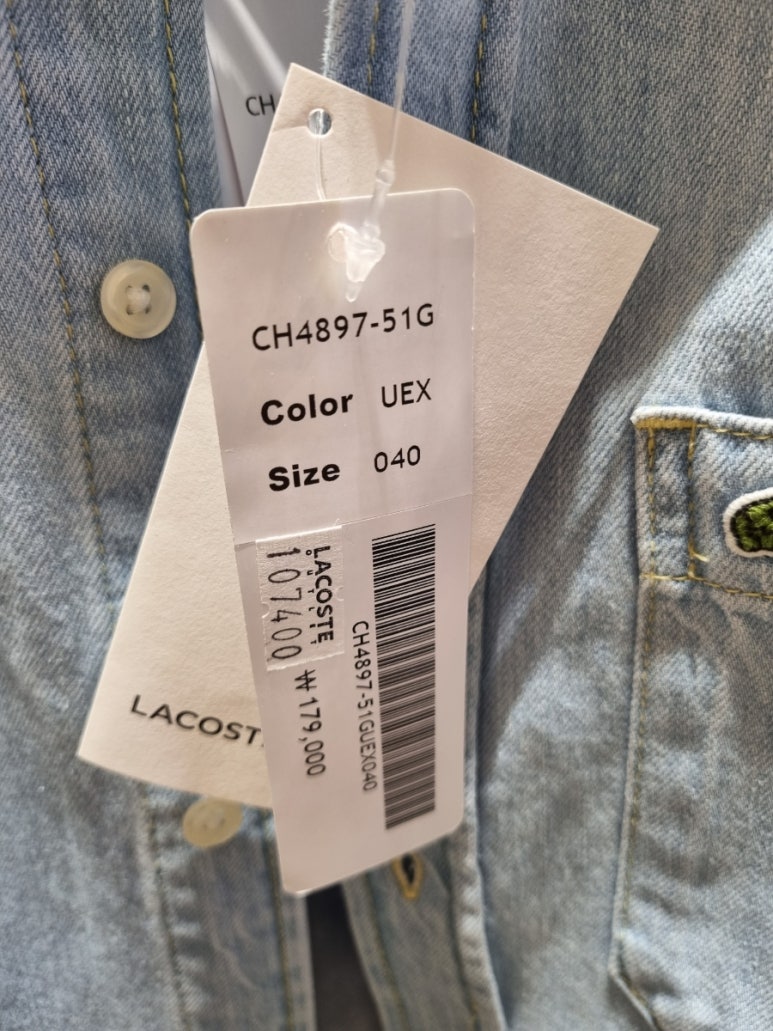 CH
CH4897-51G
Color UEX
Size 040
LACOSTE
107400
₩179,000
CH4897-51GUEX040
LACOST